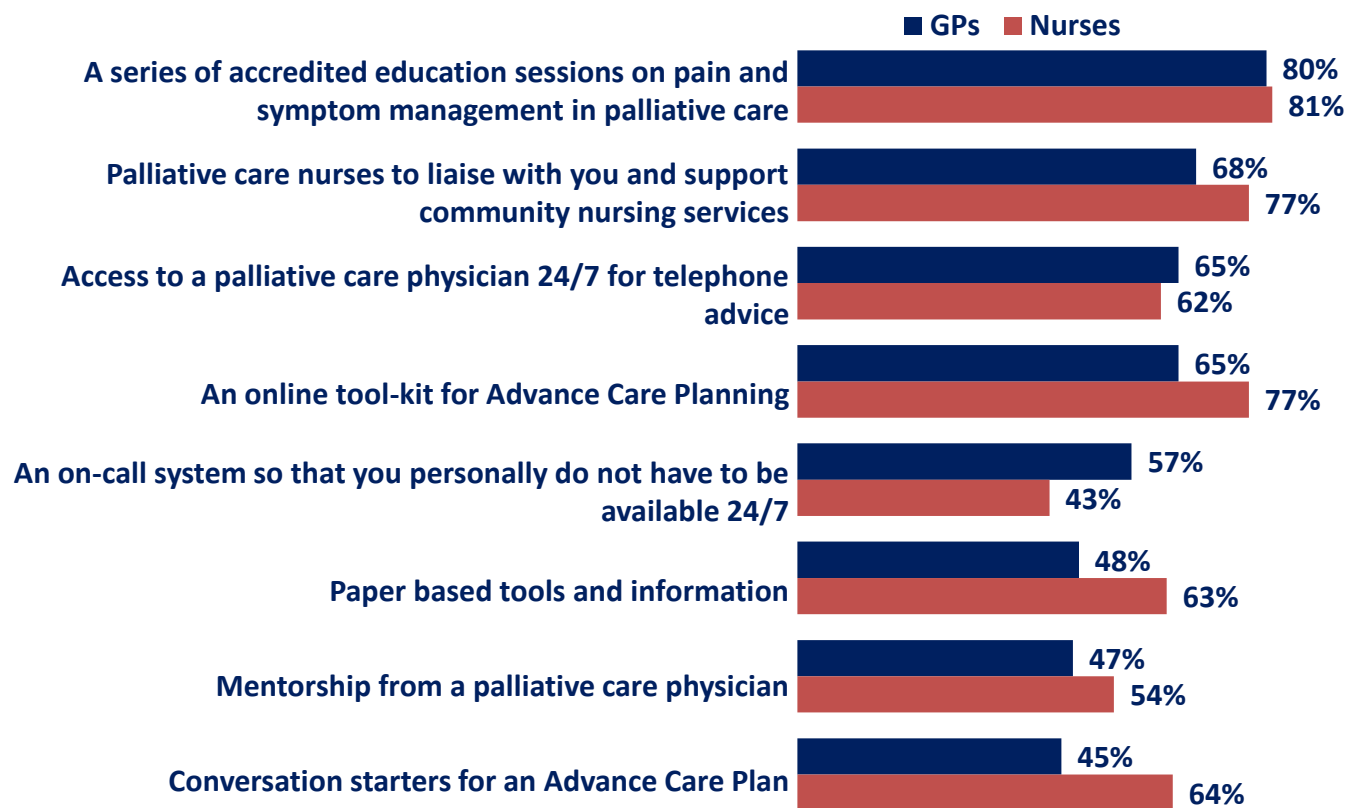 GPs Nurses
A series of accredited education sessions on pain and
symptom management in palliative care
80%
81%
Palliative care nurses to liaise with you and support
community nursing services
68%
77%
Access to a palliative care physician 24/7 for telephone
advice
65%
62%
An online tool-kit for Advance Care Planning
65%
77%
An on-call system so that you personally do not have to be
available 24/7
57%
43%
Paper based tools and information
48%
63%
Mentorship from a palliative care physician
47%
54%
Conversation starters for an Advance Care Plan
45%
64%